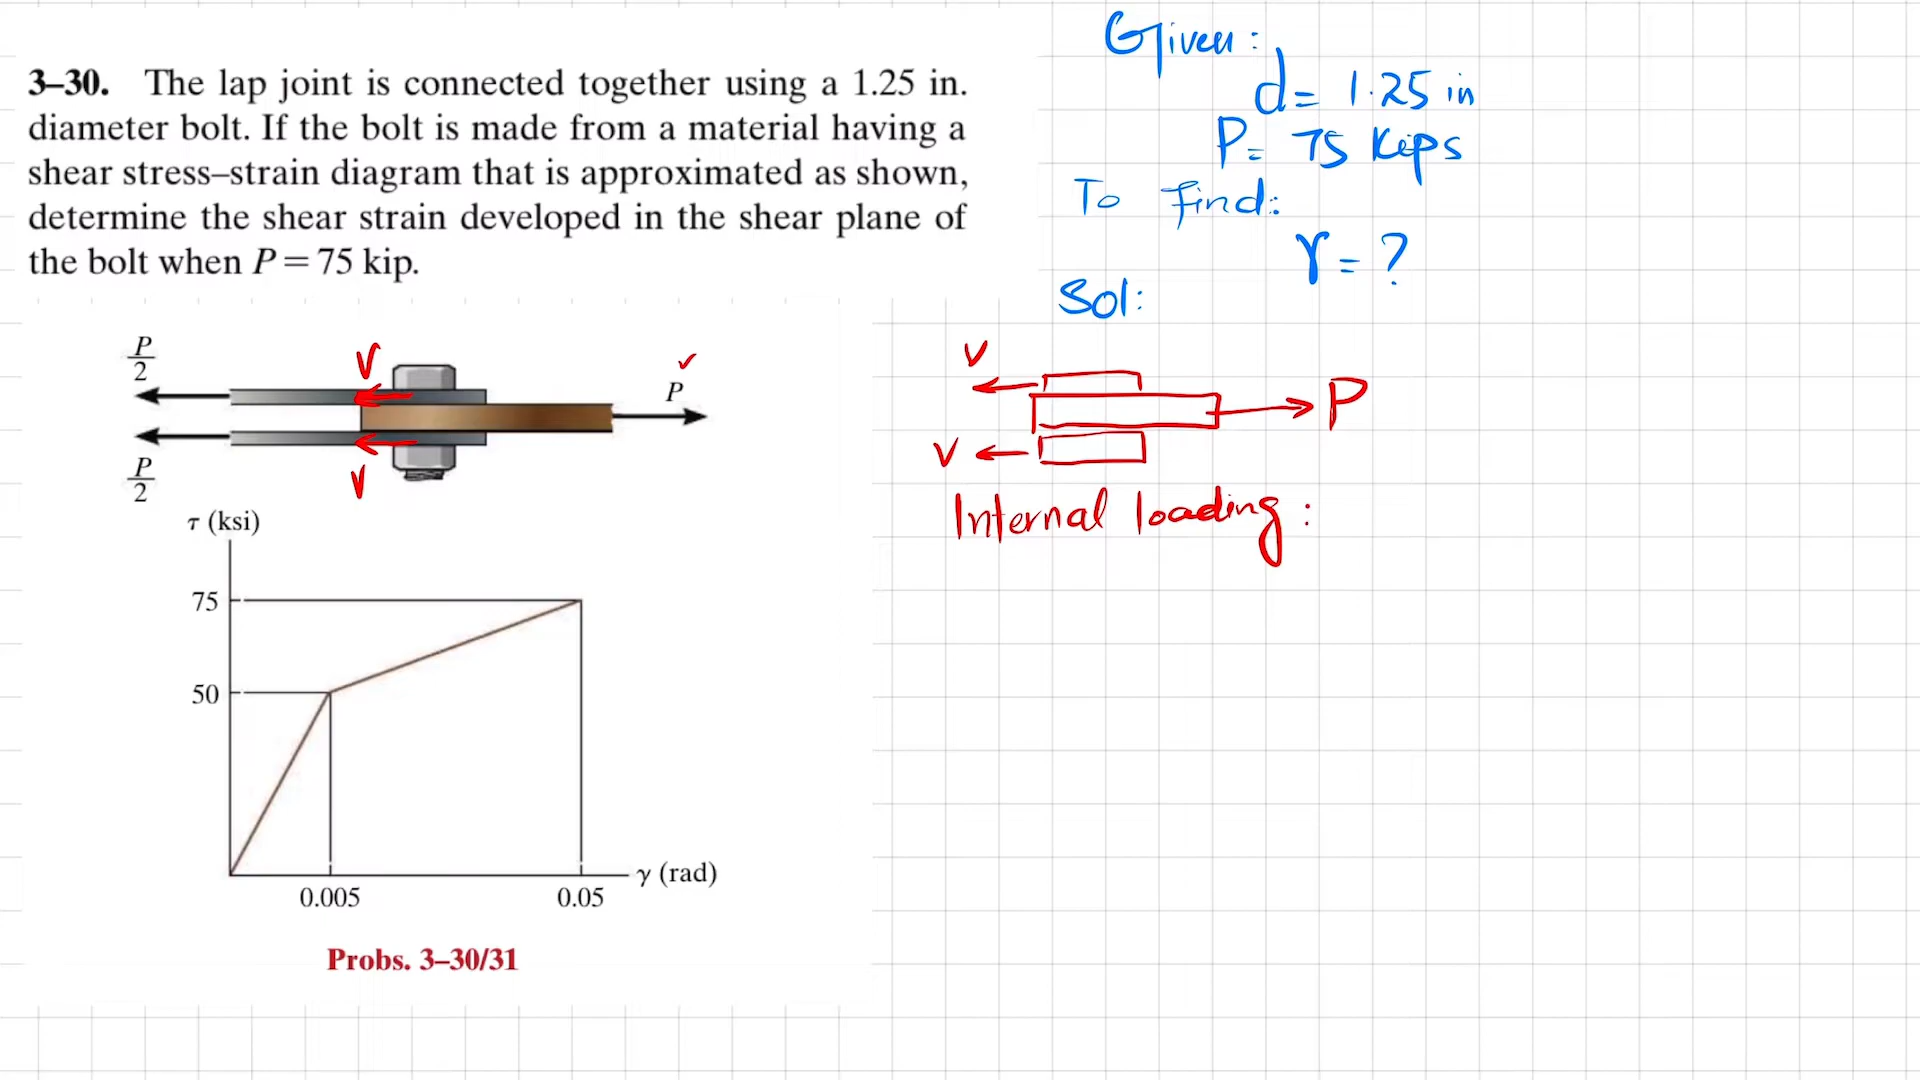 3–30. The lap joint is connected together using a 1.25 in.
diameter bolt. If the bolt is made from a material having a
shear stress–strain diagram that is approximated as shown,
determine the shear strain developed in the shear plane of
the bolt when P = 75 kip.
Given:
d = 1.25 in
P = 75 Kips
To find:
γ = ?
Sol:
P/2
V
P
P/2
V
V
P
V
Internal loading:
τ (ksi)
75
50
γ (rad)
0.005
0.05
Probs. 3–30/31